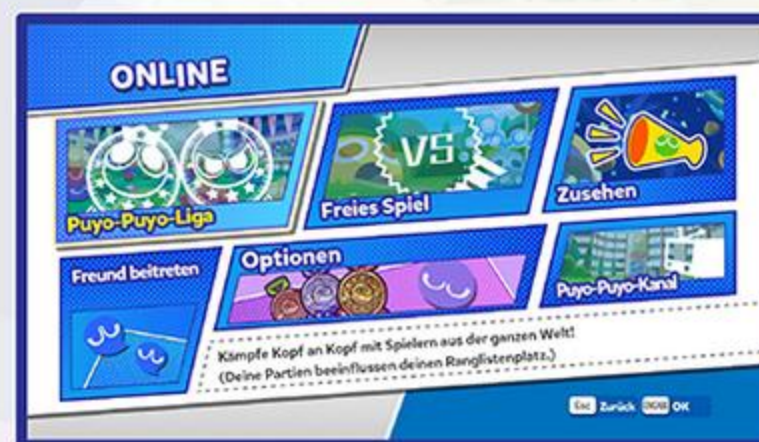 ONLINE
Puyo-Puyo-Liga
VS
Freies Spiel
Zusehen
Freund beitreten
Optionen
Puyo-Puyo-Kanal
Kämpfe Kopf an Kopf mit Spielern aus der ganzen Welt!
(Deine Partien beeinflussen deinen Ranglistenplatz.)
Esc Zurück OK